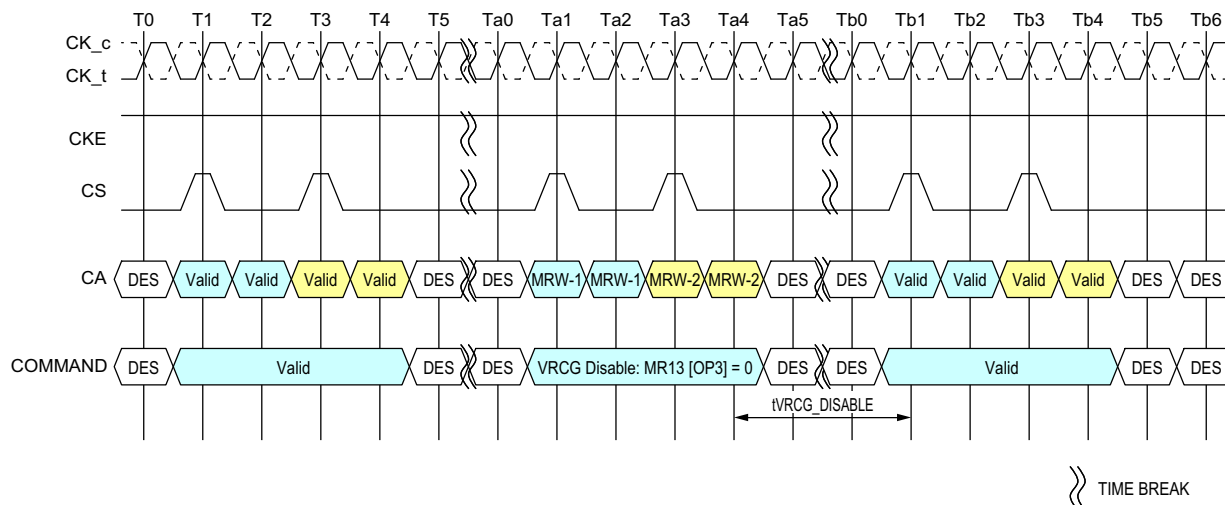 T0 T1 T2 T3 T4 T5 Ta0 Ta1 Ta2 Ta3 Ta4 Ta5 Tb0 Tb1 Tb2 Tb3 Tb4 Tb5 Tb6
CK_c
CK_t
CKE
CS
CA DES Valid Valid Valid Valid DES DES MRW-1 MRW-1 MRW-2 MRW-2 DES DES Valid Valid Valid Valid DES DES
COMMAND DES Valid DES DES VRCG Disable: MR13 [OP3] = 0 DES DES Valid DES DES
tVRCG_DISABLE
TIME BREAK